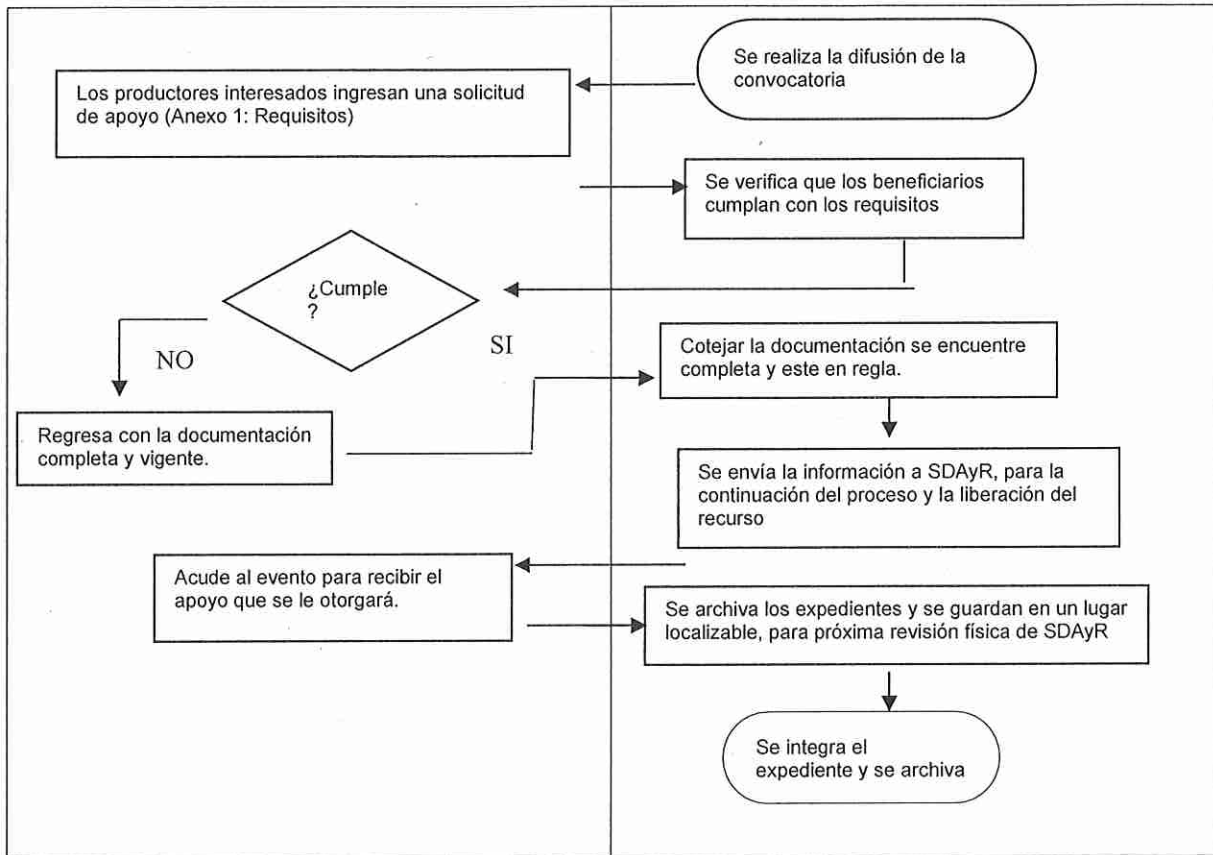 Se realiza la difusión de la
convocatoria
Los productores interesados ingresan una solicitud
de apoyo (Anexo 1: Requisitos)
Se verifica que los beneficiarios
cumplan con los requisitos
¿Cumple
?
NO
SI
Cotejar la documentación se encuentre
completa y este en regla.
Regresa con la documentación
completa y vigente.
Se envía la información a SDAyR, para la
continuación del proceso y la liberación del
recurso
Acude al evento para recibir el
apoyo que se le otorgará.
Se archiva los expedientes y se guardan en un lugar
localizable, para próxima revisión física de SDAyR
Se integra el
expediente y se archiva